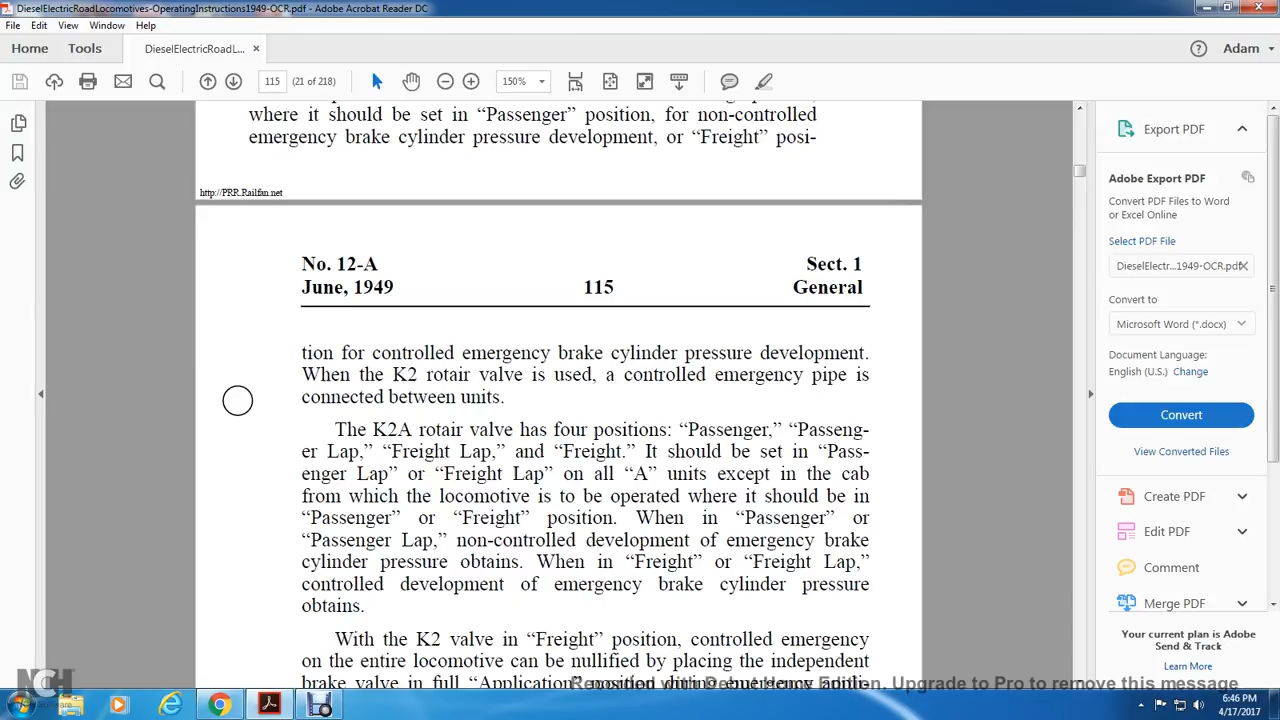 DieselElectricRoadLocomotives-OperatingInstructions1949-OCR.pdf - Adobe Acrobat Reader DC
File Edit View Window Help
Home Tools DieselElectricRoadL... × Adam
115 (21 of 218) 150%
where it should be set in “Passenger” position, for non-controlled
emergency brake cylinder pressure development, or “Freight” posi-
http://PRR.Railfan.net
No. 12-A Sect. 1
June, 1949 115 General
tion for controlled emergency brake cylinder pressure development.
When the K2 rotair valve is used, a controlled emergency pipe is
connected between units.
The K2A rotair valve has four positions: “Passenger,” “Passeng-
er Lap,” “Freight Lap,” and “Freight.” It should be set in “Pass-
enger Lap” or “Freight Lap” on all “A” units except in the cab
from which the locomotive is to be operated where it should be in
“Passenger” or “Freight” position. When in “Passenger” or
“Passenger Lap,” non-controlled development of emergency brake
cylinder pressure obtains. When in “Freight” or “Freight Lap,”
controlled development of emergency brake cylinder pressure
obtains.
With the K2 valve in “Freight” position, controlled emergency
on the entire locomotive can be nullified by placing the independent
brake valve in full “Application”
Export PDF
Adobe Export PDF
Convert PDF Files to Word
or Excel Online
Select PDF File
DieselElectr...1949-OCR.pdf
Convert to
Microsoft Word (*.docx)
Document Language:
English (U.S.) Change
Convert
View Converted Files
Create PDF
Edit PDF
Comment
Merge PDF
Your current plan is Adobe
Send & Track
Learn More
Upgrade to Pro to remove this message
NCH
6:46 PM
4/17/2017